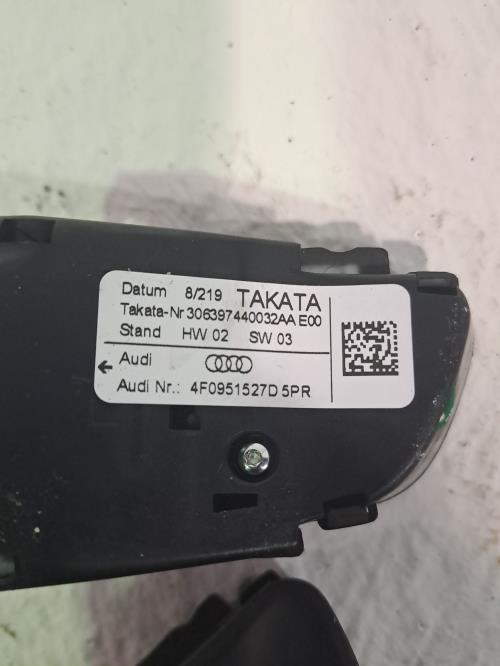 Datum 8/219 TAKATA
Takata-Nr 306397440032AA E00
Stand HW 02 SW 03
Audi
Audi Nr.: 4F0951527D 5PR